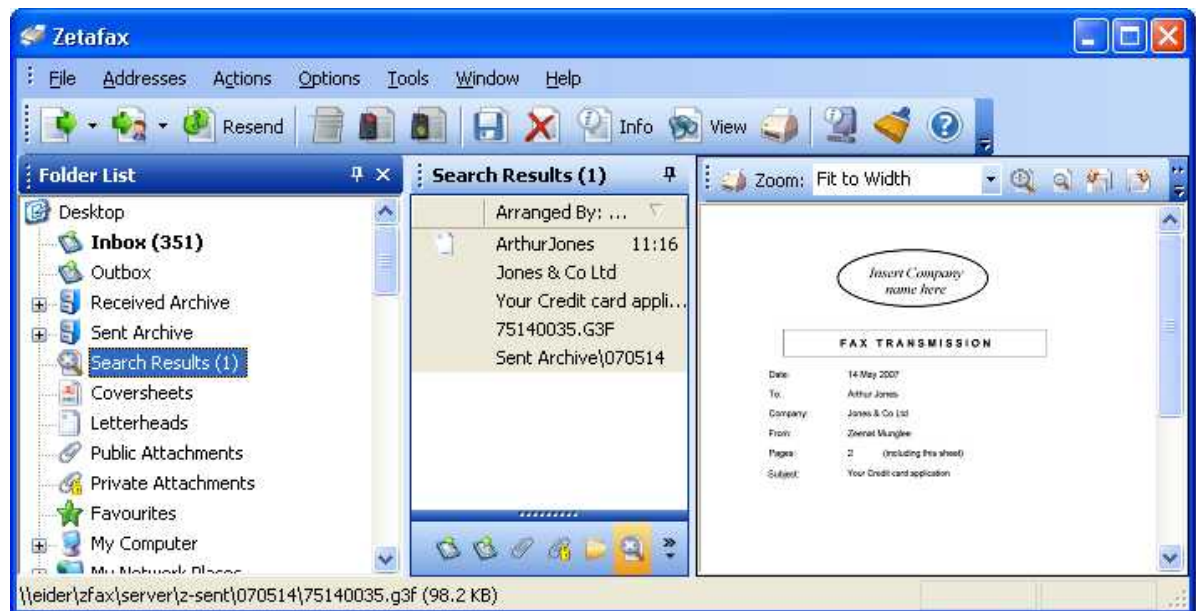 Zetafax
File Addresses Actions Options Tools Window Help
Resend Info View
Folder List
Desktop
Inbox (351)
Outbox
Received Archive
Sent Archive
Search Results (1)
Coversheets
Letterheads
Public Attachments
Private Attachments
Favourites
My Computer
My Network Places
Search Results (1)
Arranged By: ...
ArthurJones 11:16
Jones & Co Ltd
Your Credit card appli...
75140035.G3F
Sent Archive\070514
Zoom: Fit to Width
Insert Company
name here
FAX TRANSMISSION
Date: 14 May 2007
To: Arthur Jones
Company: Jones & Co Ltd
From: Zeenat Munglee
Pages: 2 (including this sheet)
Subject: Your Credit card application
\\eider\zfax\server\z-sent\070514\75140035.g3f (98.2 KB)